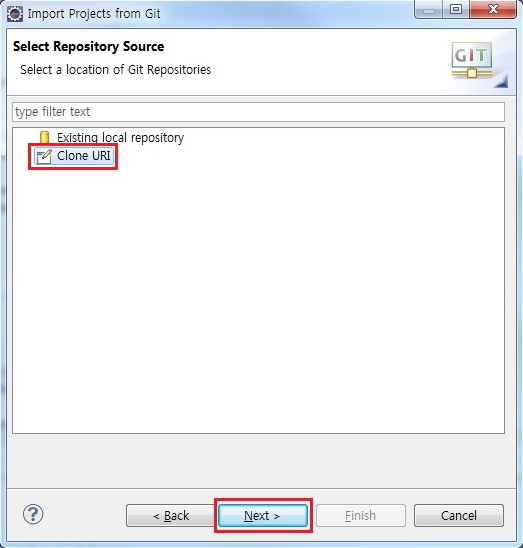 Import Projects from Git
Select Repository Source
Select a location of Git Repositories
GIT
type filter text
Existing local repository
Clone URI
? < Back Next > Finish Cancel